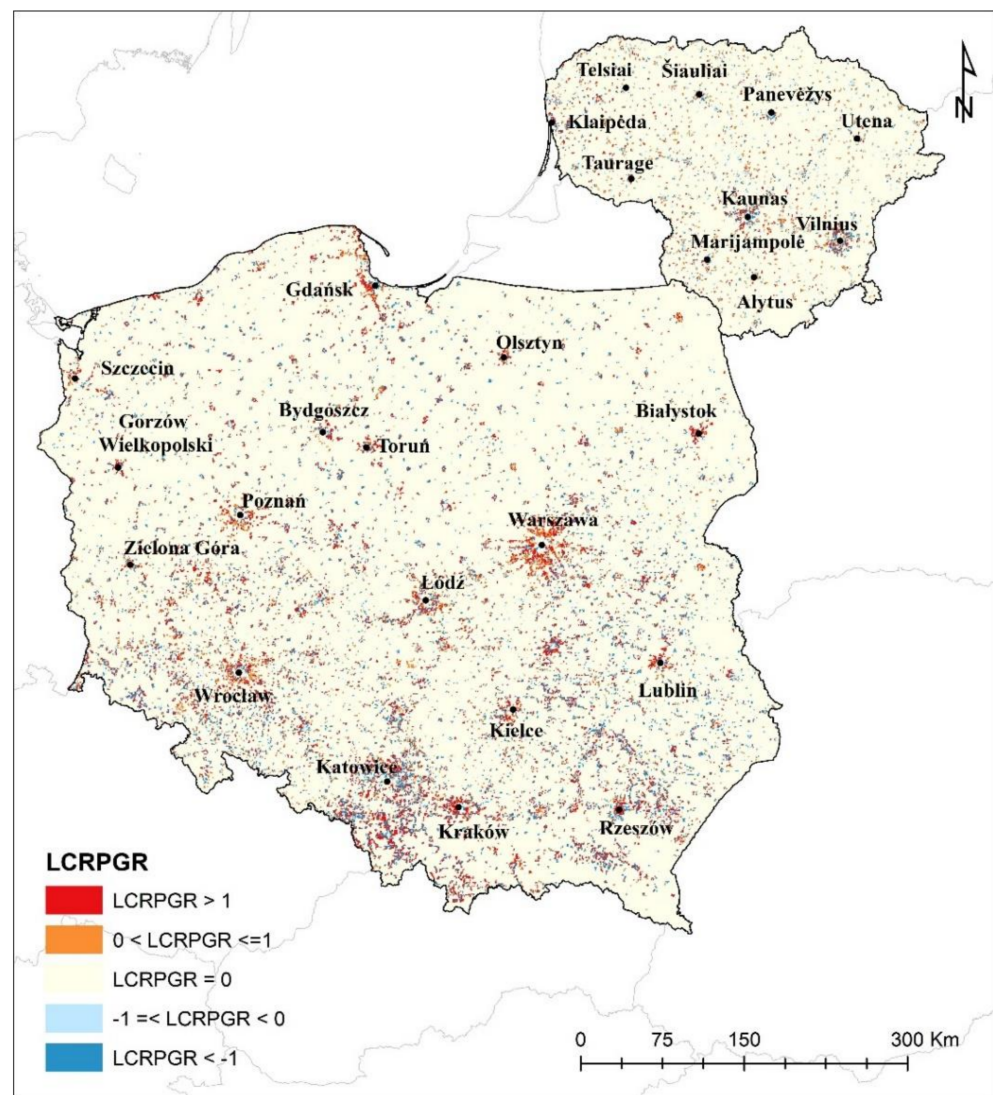 Telsiai
Šiauliai
Panevėžys
N
Klaipėda
Utena
Taurage
Kaunas
Vilnius
Marijampolė
Alytus
Gdańsk
Olsztyn
Szczecin
Bydgoszcz
Białystok
Gorzów
Wielkopolski
Toruń
Poznań
Warszawa
Zielona Góra
Łódź
Wrocław
Lublin
Kielce
Katowice
Kraków
Rzeszów
LCRPGR
LCRPGR > 1
0 < LCRPGR <=1
LCRPGR = 0
-1 =< LCRPGR < 0
LCRPGR < -1
0 75 150 300 Km